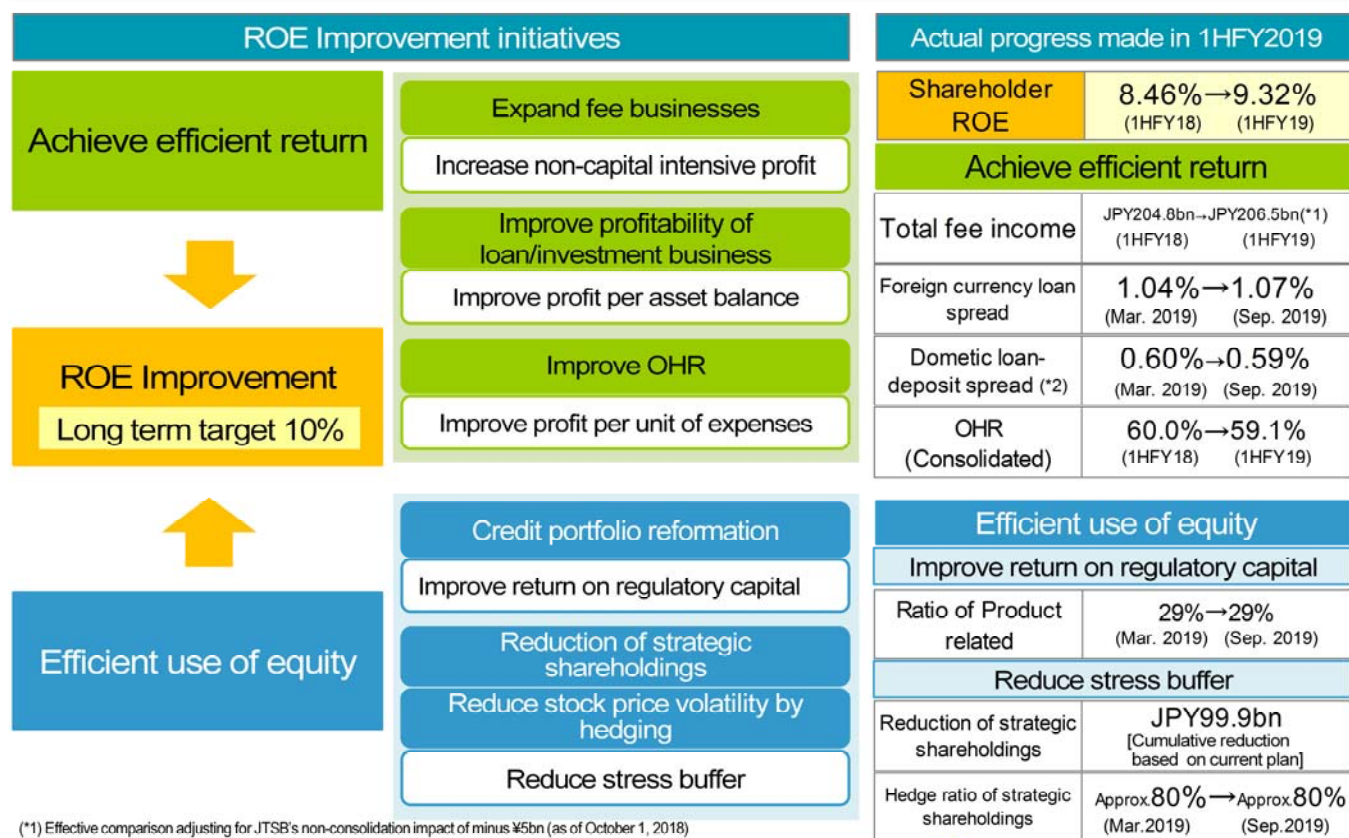 ROE Improvement initiatives
Achieve efficient return
ROE Improvement
Long term target 10%
Efficient use of equity
Expand fee businesses
Increase non-capital intensive profit
Improve profitability of
loan/investment business
Improve profit per asset balance
Improve OHR
Improve profit per unit of expenses
Credit portfolio reformation
Improve return on regulatory capital
Reduction of strategic
shareholdings
Reduce stock price volatility by
hedging
Reduce stress buffer
Actual progress made in 1HFY2019
Shareholder
ROE
8.46%→9.32%
(1HFY18) (1HFY19)
Achieve efficient return
Total fee income
JPY204.8bn→JPY206.5bn(*1)
(1HFY18) (1HFY19)
Foreign currency loan
spread
1.04%→1.07%
(Mar. 2019) (Sep. 2019)
Dometic loan-
deposit spread (*2)
0.60%→0.59%
(Mar. 2019) (Sep. 2019)
OHR
(Consolidated)
60.0%→59.1%
(1HFY18) (1HFY19)
Efficient use of equity
Improve return on regulatory capital
Ratio of Product
related
29%→29%
(Mar. 2019) (Sep. 2019)
Reduce stress buffer
Reduction of strategic
shareholdings
JPY99.9bn
[Cumulative reduction
based on current plan]
Hedge ratio of strategic
shareholdings
Approx.80%→Approx.80%
(Mar.2019) (Sep.2019)
(*1) Effective comparison adjusting for JTSB's non-consolidation impact of minus ¥5bn (as of October 1, 2018)